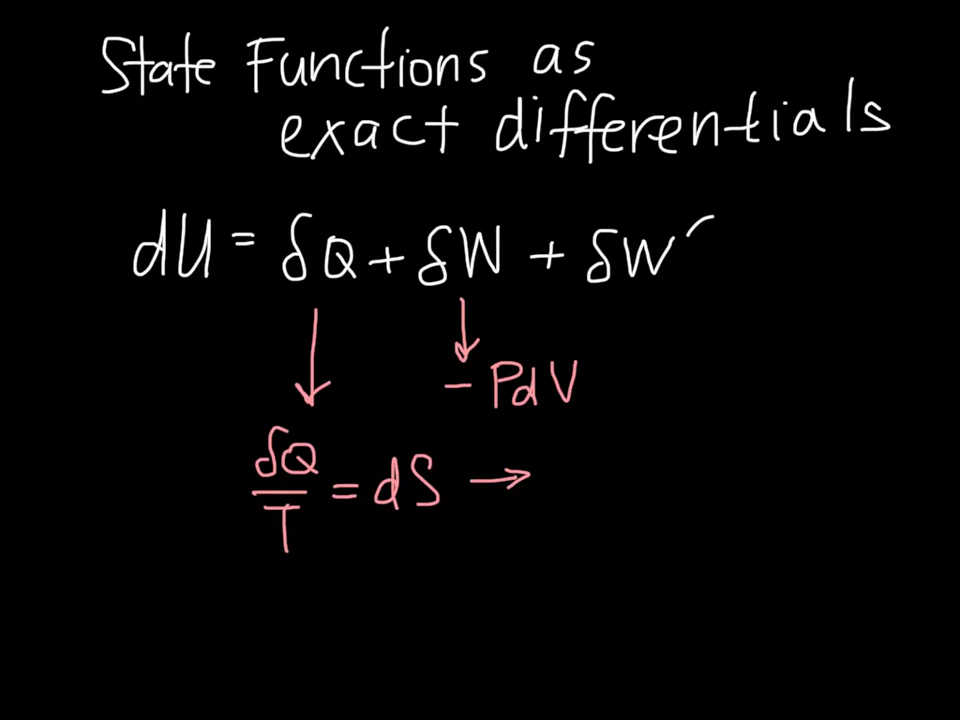 State Functions as
exact differentials
dU = δQ + δW + δW′
↓ ↓
- PdV
δQ/T = dS →